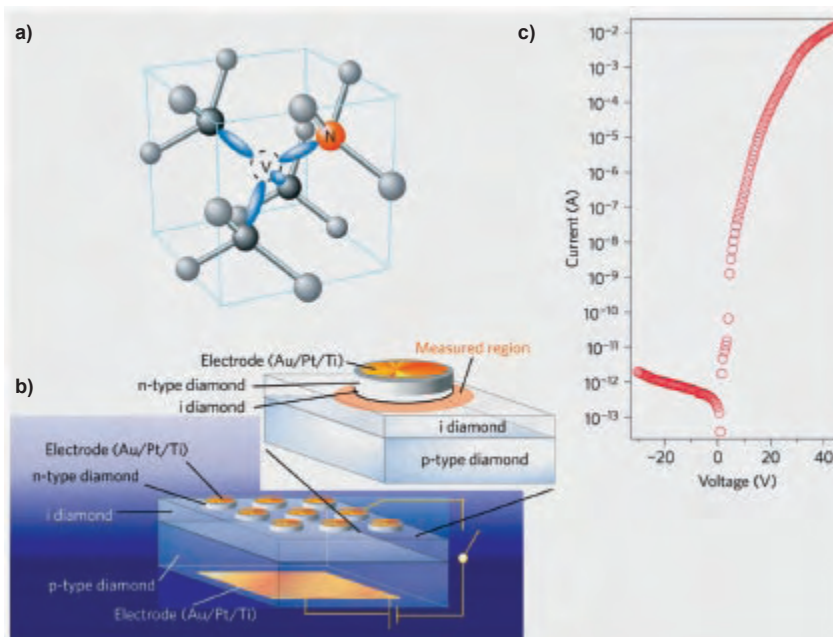 a)
V
N
b)
Electrode (Au/Pt/Ti)
n-type diamond
i diamond
Measured region
i diamond
p-type diamond
Electrode (Au/Pt/Ti)
n-type diamond
i diamond
p-type diamond
Electrode (Au/Pt/Ti)
c)
Current (A)
10⁻²
10⁻³
10⁻⁴
10⁻⁵
10⁻⁶
10⁻⁷
10⁻⁸
10⁻⁹
10⁻¹⁰
10⁻¹¹
10⁻¹²
10⁻¹³
−20 0 20 40
Voltage (V)